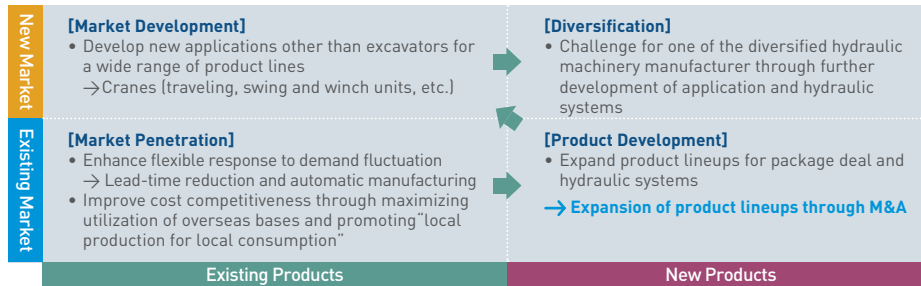 New Market
[Market Development]
• Develop new applications other than excavators for
a wide range of product lines
→Cranes (traveling, swing and winch units, etc.)
[Diversification]
• Challenge for one of the diversified hydraulic
machinery manufacturer through further
development of application and hydraulic
systems
Existing Market
[Market Penetration]
• Enhance flexible response to demand fluctuation
→ Lead-time reduction and automatic manufacturing
• Improve cost competitiveness through maximizing
utilization of overseas bases and promoting“local
production for local consumption”
[Product Development]
• Expand product lineups for package deal and
hydraulic systems
→ Expansion of product lineups through M&A
Existing Products
New Products